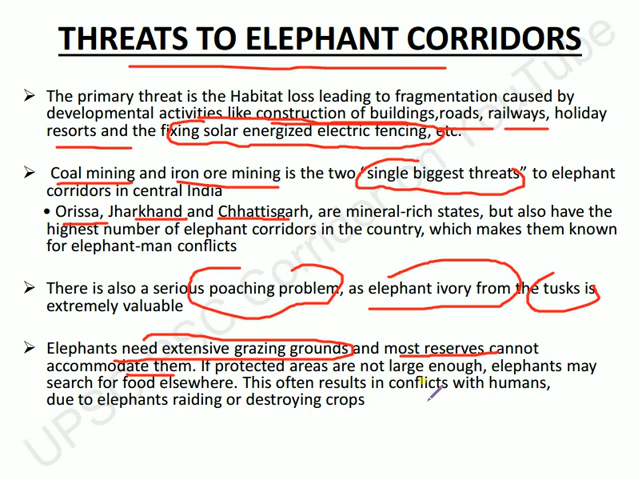 THREATS TO ELEPHANT CORRIDORS
➢ The primary threat is the Habitat loss leading to fragmentation caused by
developmental activities like construction of buildings,roads, railways, holiday
resorts and the fixing solar energized electric fencing, etc.
➢ Coal mining and iron ore mining is the two “single biggest threats” to elephant
corridors in central India
• Orissa, Jharkhand and Chhattisgarh, are mineral-rich states, but also have the
highest number of elephant corridors in the country, which makes them known
for elephant-man conflicts
➢ There is also a serious poaching problem, as elephant ivory from the tusks is
extremely valuable
➢ Elephants need extensive grazing grounds and most reserves cannot
accommodate them. If protected areas are not large enough, elephants may
search for food elsewhere. This often results in conflicts with humans,
due to elephants raiding or destroying crops
UPSC Corridor on YouTube